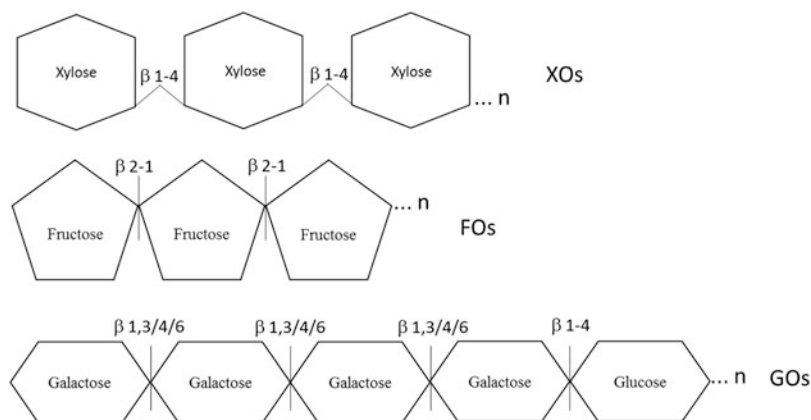 Xylose β 1-4 Xylose β 1-4 Xylose ... n XOs
β 2-1 β 2-1
Fructose Fructose Fructose ... n FOs
β 1,3/4/6 β 1,3/4/6 β 1,3/4/6 β 1-4
Galactose Galactose Galactose Galactose Glucose ... n GOs